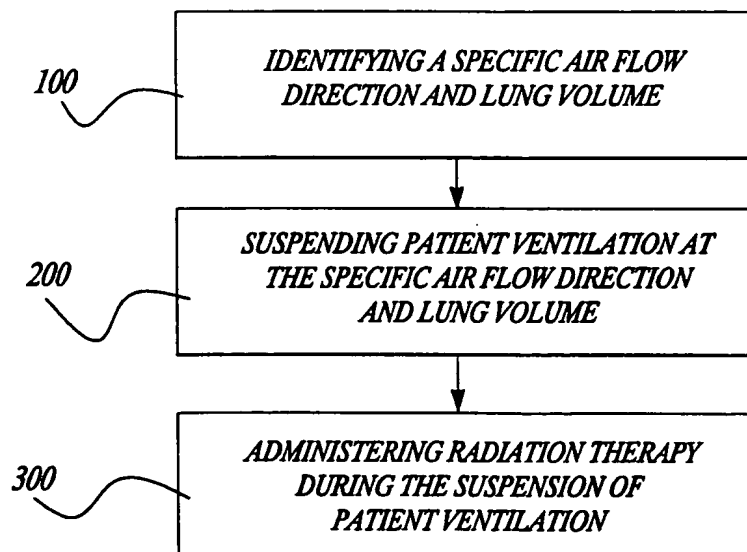 100
IDENTIFYING A SPECIFIC AIR FLOW
DIRECTION AND LUNG VOLUME
200
SUSPENDING PATIENT VENTILATION AT
THE SPECIFIC AIR FLOW DIRECTION
AND LUNG VOLUME
300
ADMINISTERING RADIATION THERAPY
DURING THE SUSPENSION OF
PATIENT VENTILATION